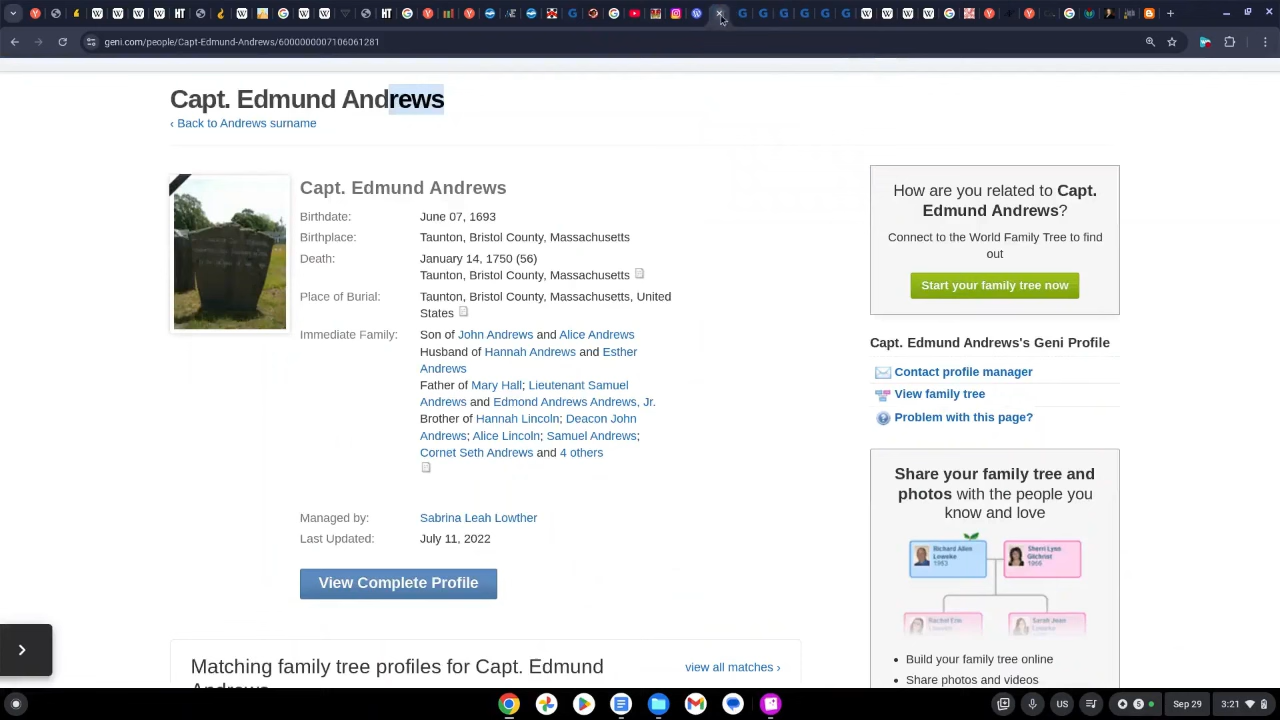 geni.com/people/Capt-Edmund-Andrews/6000000007106061281
Capt. Edmund Andrews
‹ Back to Andrews surname
Capt. Edmund Andrews
Birthdate: June 07, 1693
Birthplace: Taunton, Bristol County, Massachusetts
Death: January 14, 1750 (56)
Taunton, Bristol County, Massachusetts
Place of Burial: Taunton, Bristol County, Massachusetts, United
States
Immediate Family: Son of John Andrews and Alice Andrews
Husband of Hannah Andrews and Esther
Andrews
Father of Mary Hall; Lieutenant Samuel
Andrews and Edmond Andrews Andrews, Jr.
Brother of Hannah Lincoln; Deacon John
Andrews; Alice Lincoln; Samuel Andrews;
Cornet Seth Andrews and 4 others
Managed by: Sabrina Leah Lowther
Last Updated: July 11, 2022
View Complete Profile
Matching family tree profiles for Capt. Edmund
Andrews
view all matches ›
How are you related to Capt.
Edmund Andrews?
Connect to the World Family Tree to find
out
Start your family tree now
Capt. Edmund Andrews's Geni Profile
Contact profile manager
View family tree
Problem with this page?
Share your family tree and
photos with the people you
know and love
Build your family tree online
Share photos and videos
US
5
Sep 29
3:21